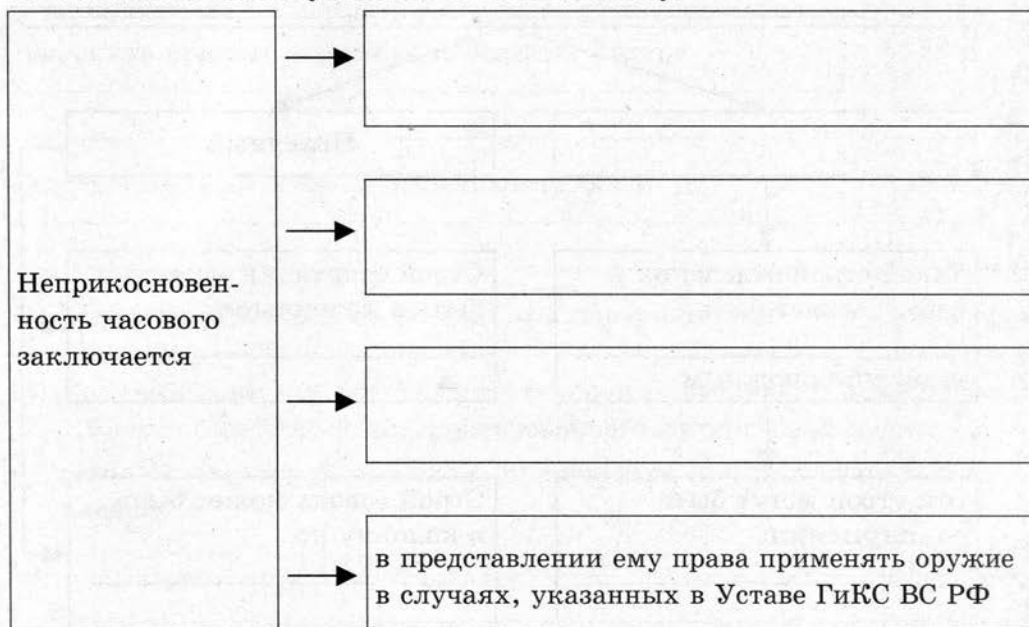 Неприкосновен-
ность часового
заключается
в представлении ему права применять оружие
в случаях, указанных в Уставе ГиКС ВС РФ